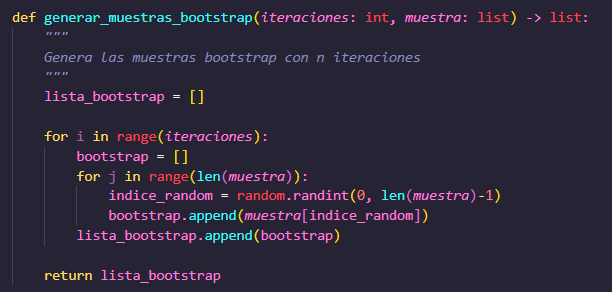 def generar_muestras_bootstrap(iteraciones: int, muestra: list) -> list:
    """
    Genera las muestras bootstrap con n iteraciones
    """
    lista_bootstrap = []

    for i in range(iteraciones):
        bootstrap = []
        for j in range(len(muestra)):
            indice_random = random.randint(0, len(muestra)-1)
            bootstrap.append(muestra[indice_random])
        lista_bootstrap.append(bootstrap)

    return lista_bootstrap